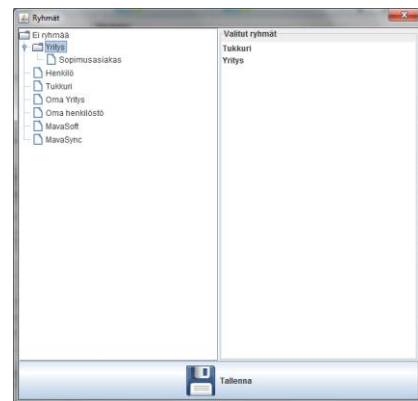 Ryhmät
Ei ryhmää
Yritys
Sopimusasiakas
Henkilö
Tukkuri
Oma Yritys
Oma henkilöstö
MavaSoft
MavaSync
Valitut ryhmät
Tukkuri
Yritys
Tallenna